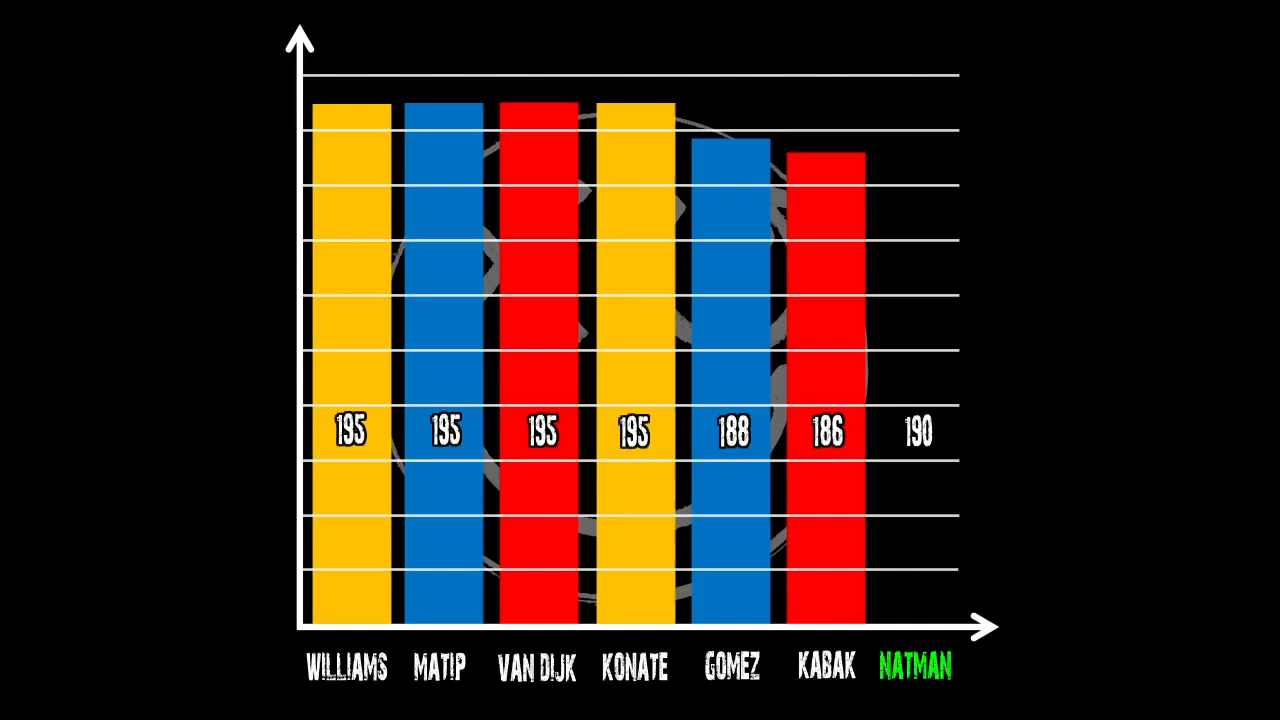 195 195 195 195 188 186 190
WILLIAMS MATIP VAN DIJK KONATE GOMEZ KABAK NATMAN